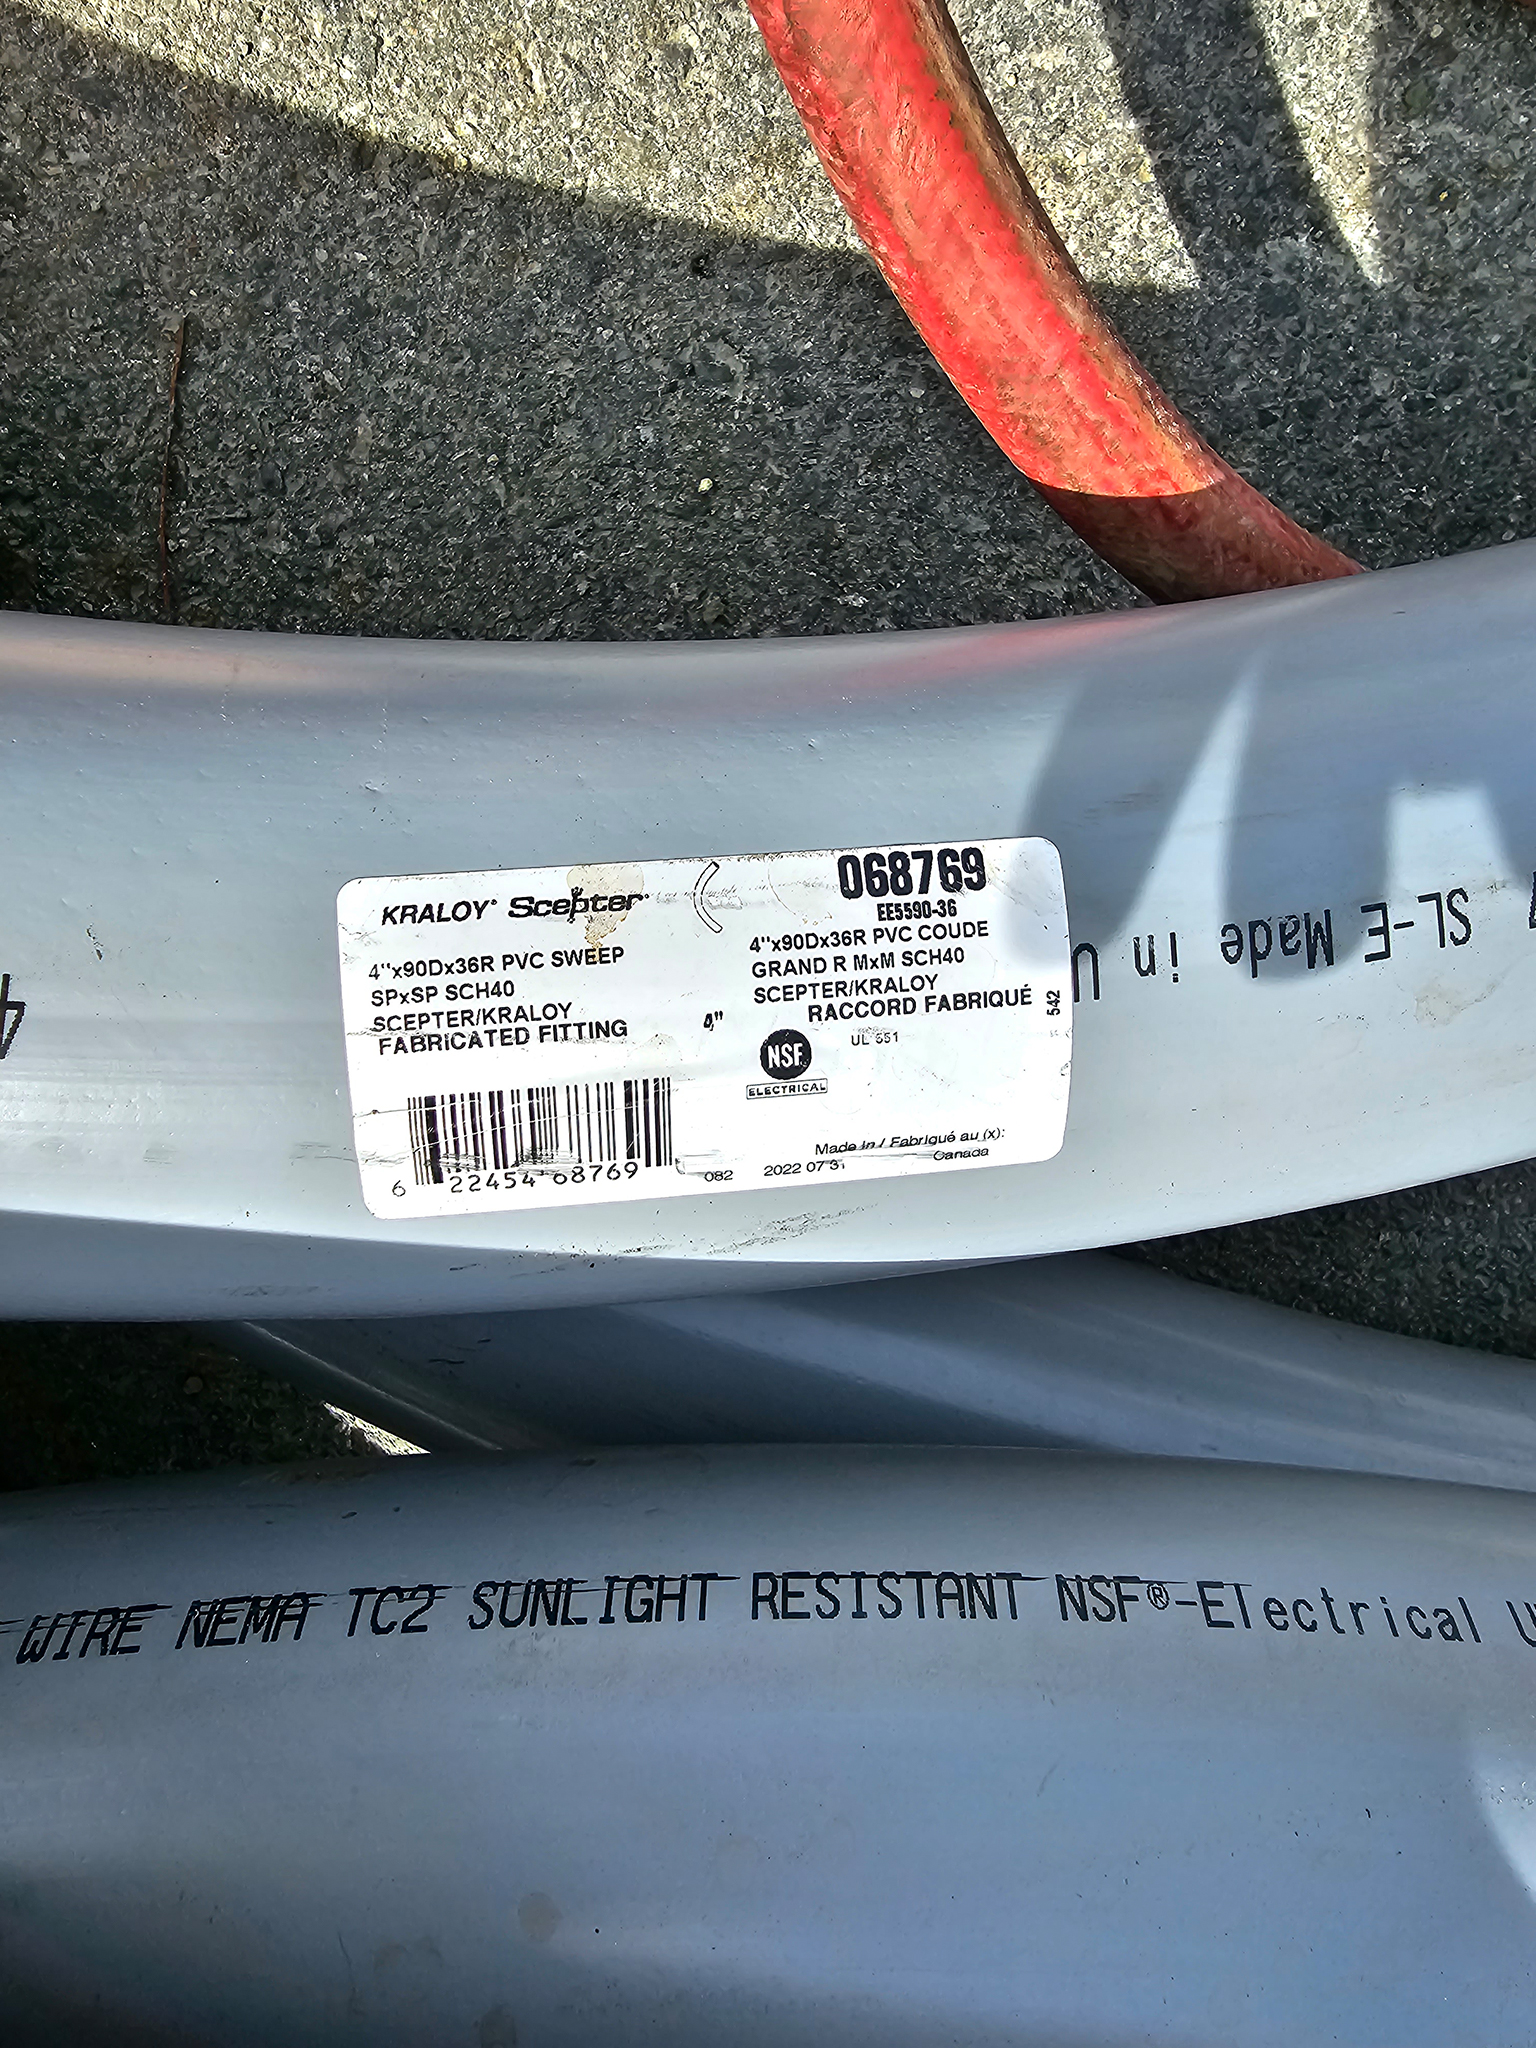 KRALOY® Scepter®
4"x90Dx36R PVC SWEEP
SPxSP SCH40
SCEPTER/KRALOY
FABRICATED FITTING
4"
068769
EE5590-36
4"x90Dx36R PVC COUDE
GRAND R MxM SCH40
SCEPTER/KRALOY
RACCORD FABRIQUÉ
542
UL 651
NSF
ELECTRICAL
Made in / Fabriqué au (x):
Canada
6 22454 68769
082 2022 07 31
SL-E Made in U
4
WIRE NEMA TC2 SUNLIGHT RESISTANT NSF®-Electrical